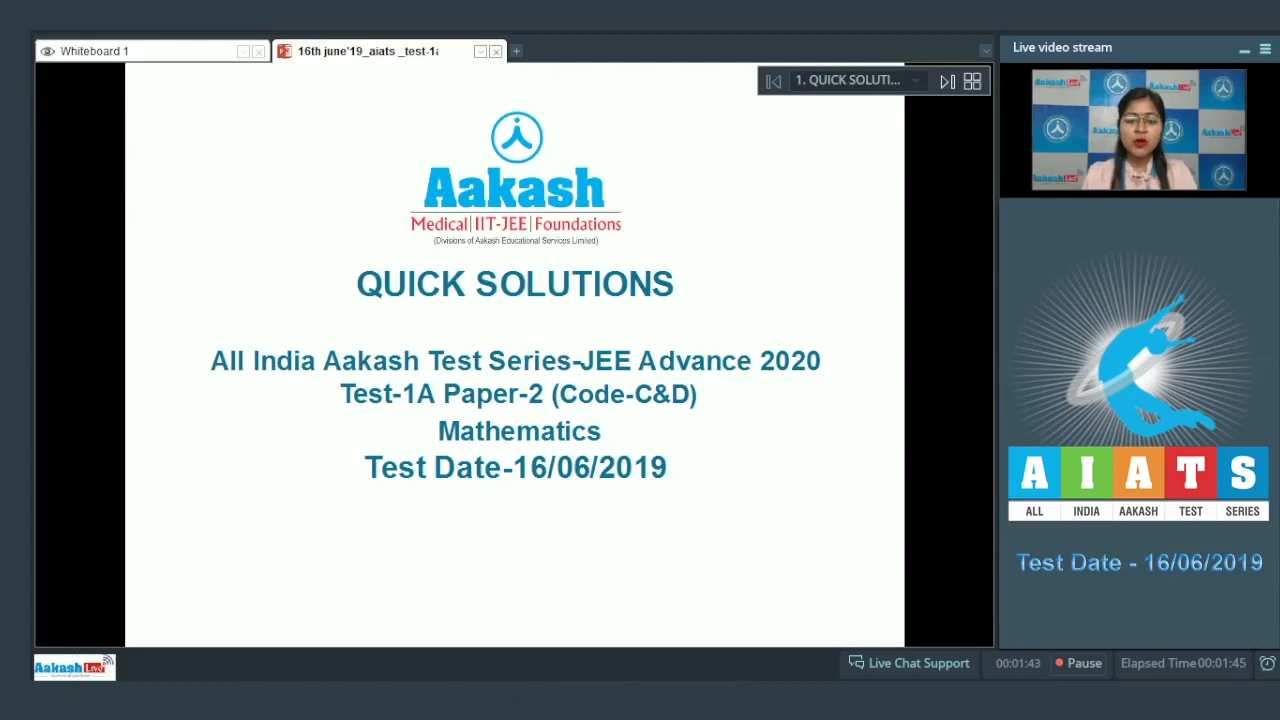 Whiteboard 1
16th june'19_aiats _test-1a
1. QUICK SOLUTI...
Live video stream
Aakash
Medical|IIT-JEE|Foundations
(Divisions of Aakash Educational Services Limited)
QUICK SOLUTIONS
All India Aakash Test Series-JEE Advance 2020
Test-1A Paper-2 (Code-C&D)
Mathematics
Test Date-16/06/2019
A I A T S
ALL INDIA AAKASH TEST SERIES
Test Date - 16/06/2019
Aakash Live
Live Chat Support
00:01:43
Pause
Elapsed Time 00:01:45